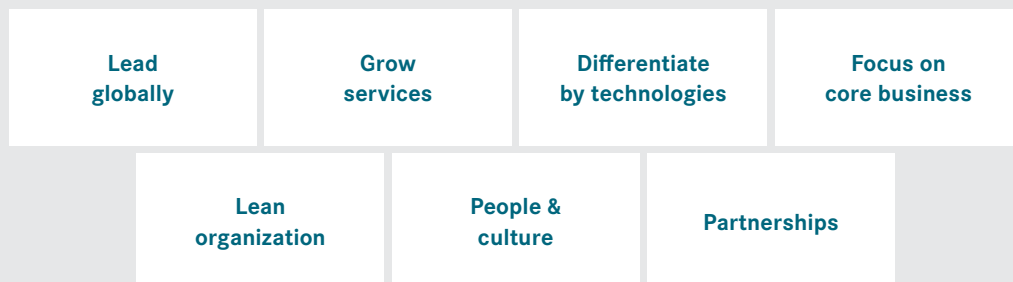 Lead
globally
Grow
services
Differentiate
by technologies
Focus on
core business
Lean
organization
People &
culture
Partnerships